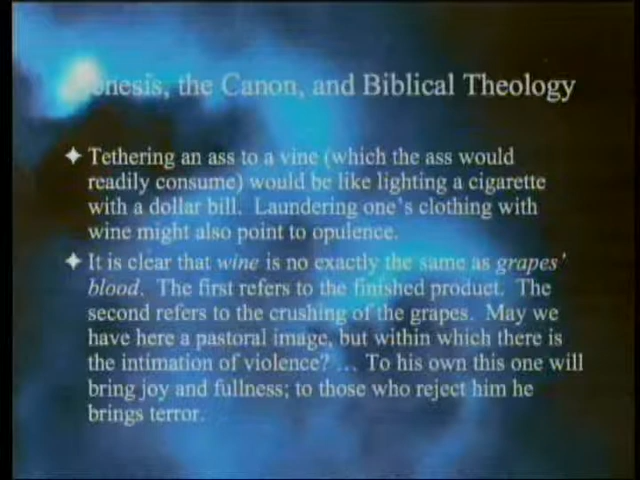 Genesis, the Canon, and Biblical Theology
✦ Tethering an ass to a vine (which the ass would
readily consume) would be like lighting a cigarette
with a dollar bill.  Laundering one's clothing with
wine might also point to opulence.
✦ It is clear that wine is no exactly the same as grapes'
blood.  The first refers to the finished product.  The
second refers to the crushing of the grapes.  May we
have here a pastoral image, but within which there is
the intimation of violence? … To his own this one will
bring joy and fullness; to those who reject him he
brings terror.